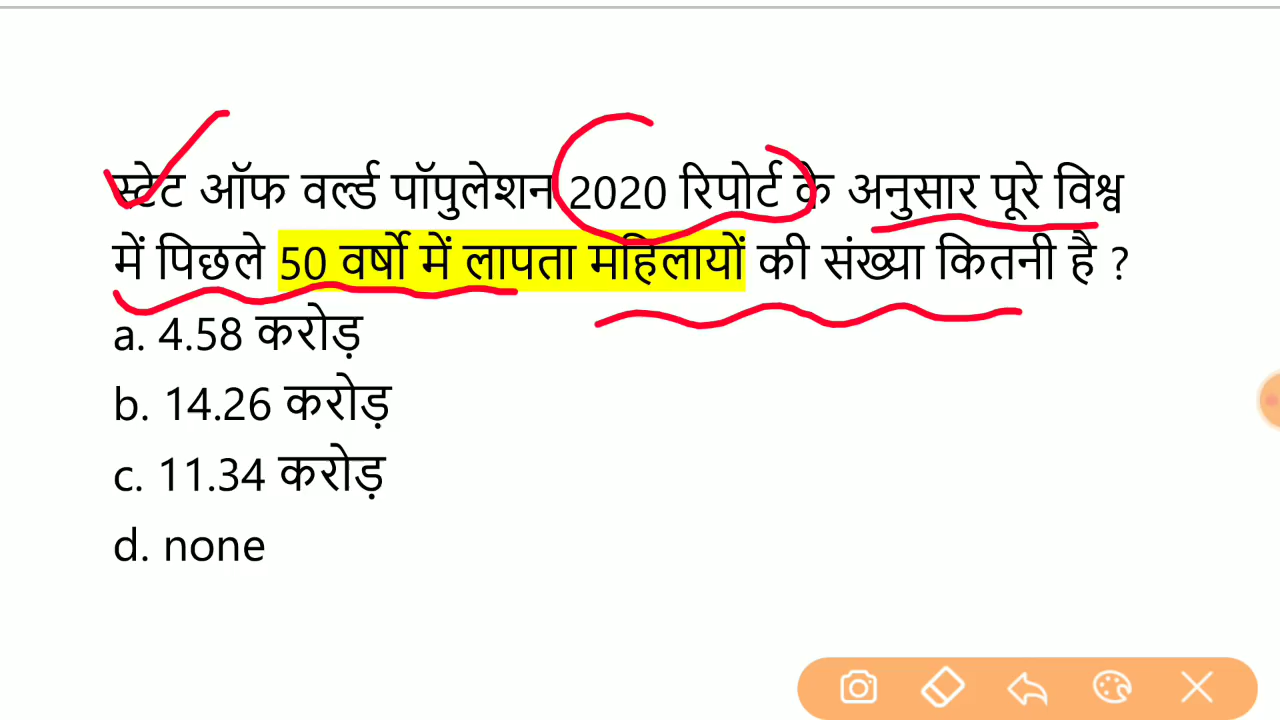 स्टेट ऑफ वर्ल्ड पॉपुलेशन 2020 रिपोर्ट के अनुसार पूरे विश्व
में पिछले 50 वर्षो में लापता महिलायों की संख्या कितनी है ?
a. 4.58 करोड़
b. 14.26 करोड़
c. 11.34 करोड़
d. none